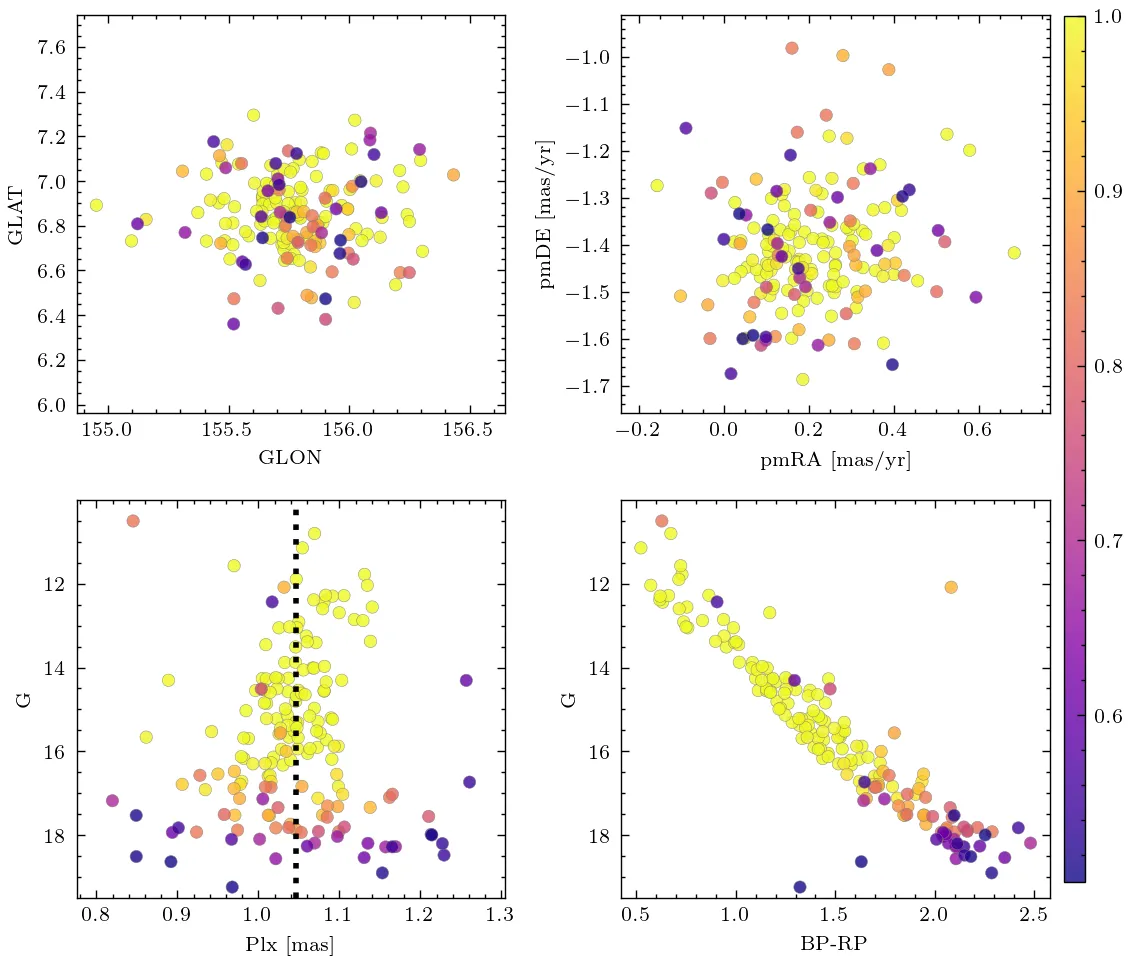 7.6
7.4
7.2
7.0
6.8
6.6
6.4
6.2
6.0
GLAT
155.0 155.5 156.0 156.5
GLON
−1.0
−1.1
−1.2
−1.3
−1.4
−1.5
−1.6
−1.7
pmDE [mas/yr]
−0.2 0.0 0.2 0.4 0.6
pmRA [mas/yr]
12
14
16
18
G
0.8 0.9 1.0 1.1 1.2 1.3
Plx [mas]
12
14
16
18
G
0.5 1.0 1.5 2.0 2.5
BP-RP
1.0
0.9
0.8
0.7
0.6